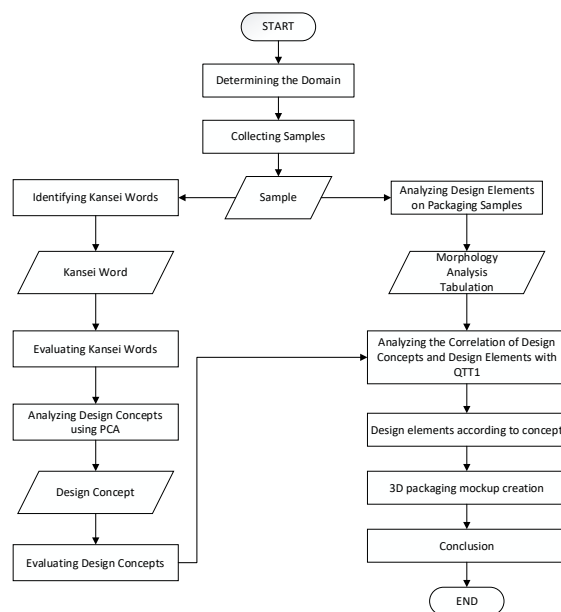 START
Determining the Domain
Collecting Samples
Sample
Identifying Kansei Words
Kansei Word
Evaluating Kansei Words
Analyzing Design Concepts
using PCA
Design Concept
Evaluating Design Concepts
Analyzing Design Elements
on Packaging Samples
Morphology
Analysis
Tabulation
Analyzing the Correlation of Design
Concepts and Design Elements with
QTT1
Design elements according to concept
3D packaging mockup creation
Conclusion
END